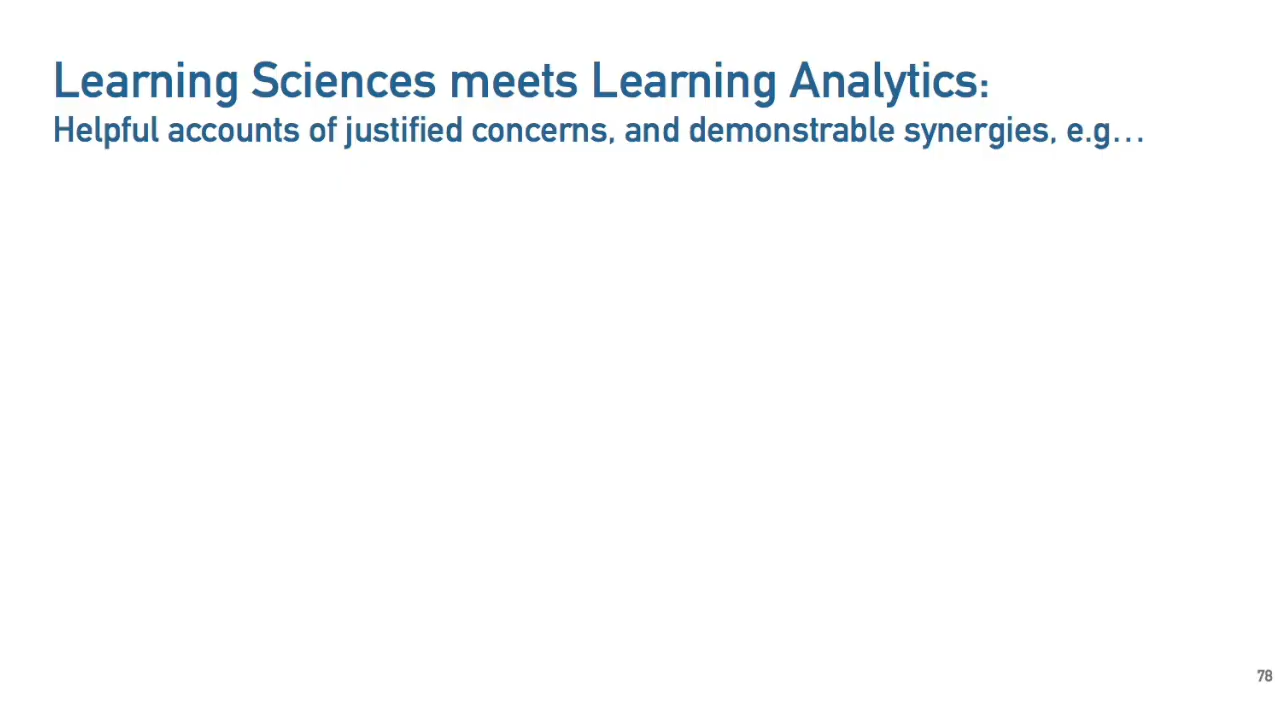 Learning Sciences meets Learning Analytics:
Helpful accounts of justified concerns, and demonstrable synergies, e.g…
78